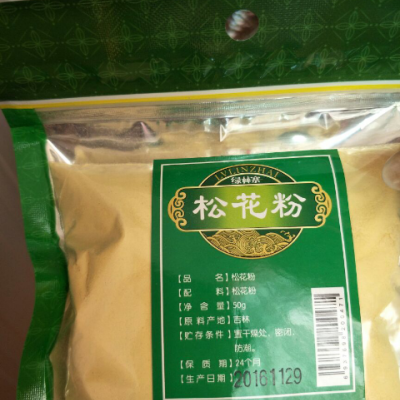 LVLINZHAI
绿林寨
松花粉
【品 名】松花粉
【配 料】松花粉
【净 含 量】50g
【原料产地】吉林
【贮存条件】置干燥处、密闭、
防潮。
【保 质 期】24个月
【生产日期】20161129